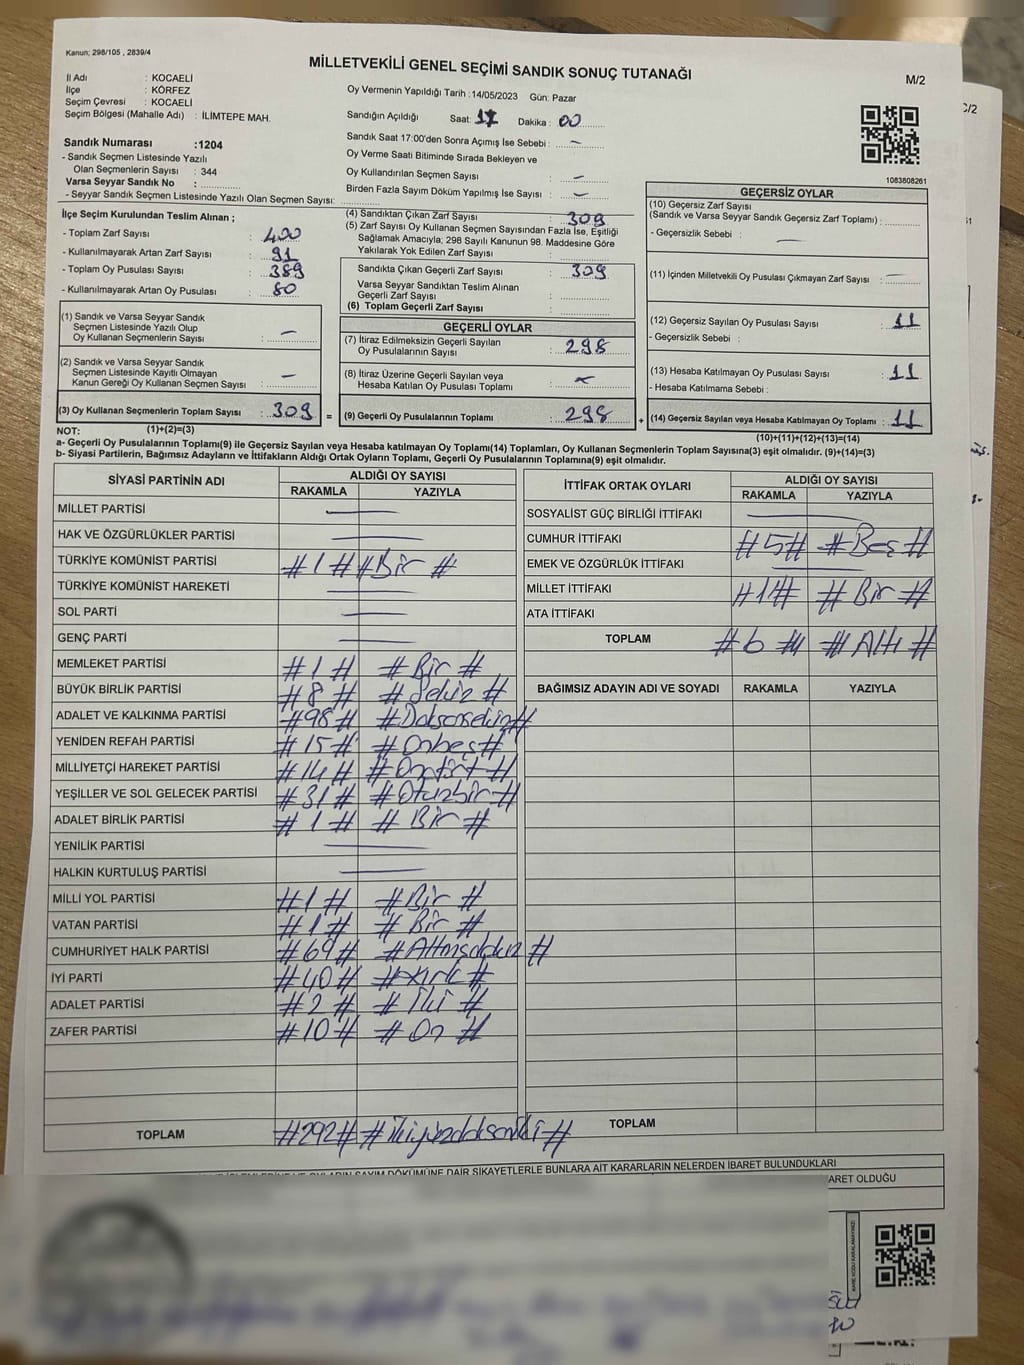 Kanun; 298/105 , 2839/4
MİLLETVEKİLİ GENEL SEÇİMİ SANDIK SONUÇ TUTANAĞI
M/2
İl Adı : KOCAELİ
İlçe : KÖRFEZ
Seçim Çevresi : KOCAELİ
Seçim Bölgesi (Mahalle Adı) : İLİMTEPE MAH.
Sandık Numarası :1204
- Sandık Seçmen Listesinde Yazılı
Olan Seçmenlerin Sayısı : 344
Varsa Seyyar Sandık No :
- Seyyar Sandık Seçmen Listesinde Yazılı Olan Seçmen Sayısı:
Oy Vermenin Yapıldığı Tarih :14/05/2023 Gün: Pazar
Sandığın Açıldığı Saat: 17 Dakika : 00
Sandık Saat 17:00'den Sonra Açılmış İse Sebebi : –
Oy Verme Saati Bitiminde Sırada Bekleyen ve
Oy Kullandırılan Seçmen Sayısı : –
Birden Fazla Sayım Döküm Yapılmış İse Sayısı : –
1083808261
İlçe Seçim Kurulundan Teslim Alınan ;
- Toplam Zarf Sayısı : 400
- Kullanılmayarak Artan Zarf Sayısı : 91
- Toplam Oy Pusulası Sayısı : 389
- Kullanılmayarak Artan Oy Pusulası : 80
(4) Sandıktan Çıkan Zarf Sayısı : 309
(5) Zarf Sayısı Oy Kullanan Seçmen Sayısından Fazla İse, Eşitliği
Sağlamak Amacıyla; 298 Sayılı Kanunun 98. Maddesine Göre
Yakılarak Yok Edilen Zarf Sayısı :
Sandıkta Çıkan Geçerli Zarf Sayısı : 309
Varsa Seyyar Sandıktan Teslim Alınan
Geçerli Zarf Sayısı :
(6) Toplam Geçerli Zarf Sayısı :
GEÇERSİZ OYLAR
(10) Geçersiz Zarf Sayısı
(Sandık ve Varsa Seyyar Sandık Geçersiz Zarf Toplamı) :
- Geçersizlik Sebebi : –
(11) İçinden Milletvekili Oy Pusulası Çıkmayan Zarf Sayısı : –
(12) Geçersiz Sayılan Oy Pusulası Sayısı : 11
- Geçersizlik Sebebi :
(13) Hesaba Katılmayan Oy Pusulası Sayısı : 11
- Hesaba Katılmama Sebebi :
(14) Geçersiz Sayılan veya Hesaba Katılmayan Oy Toplamı : 11
(10)+(11)+(12)+(13)=(14)
(1) Sandık ve Varsa Seyyar Sandık
Seçmen Listesinde Yazılı Olup
Oy Kullanan Seçmenlerin Sayısı : –
(2) Sandık ve Varsa Seyyar Sandık
Seçmen Listesinde Kayıtlı Olmayan
Kanun Gereği Oy Kullanan Seçmen Sayısı : –
(3) Oy Kullanan Seçmenlerin Toplam Sayısı : 309 =
GEÇERLİ OYLAR
(7) İtiraz Edilmeksizin Geçerli Sayılan
Oy Pusulalarının Sayısı : 298
(8) İtiraz Üzerine Geçerli Sayılan veya
Hesaba Katılan Oy Pusulası Toplamı :
(9) Geçerli Oy Pusulalarının Toplamı : 298 +
NOT: (1)+(2)=(3)
a- Geçerli Oy Pusulalarının Toplamı(9) ile Geçersiz Sayılan veya Hesaba katılmayan Oy Toplamı(14) Toplamları, Oy Kullanan Seçmenlerin Toplam Sayısına(3) eşit olmalıdır. (9)+(14)=(3)
b- Siyasi Partilerin, Bağımsız Adayların ve İttifakların Aldığı Ortak Oyların Toplamı, Geçerli Oy Pusulalarının Toplamına(9) eşit olmalıdır.
SİYASİ PARTİNİN ADI ALDIĞI OY SAYISI
RAKAMLA YAZIYLA
MİLLET PARTİSİ –
HAK VE ÖZGÜRLÜKLER PARTİSİ –
TÜRKİYE KOMÜNİST PARTİSİ #1# #Bir#
TÜRKİYE KOMÜNİST HAREKETİ –
SOL PARTİ –
GENÇ PARTİ –
MEMLEKET PARTİSİ #1# #Bir#
BÜYÜK BİRLİK PARTİSİ #8# #Sekiz#
ADALET VE KALKINMA PARTİSİ #98# #Doksansekiz#
YENİDEN REFAH PARTİSİ #15# #Onbeş#
MİLLİYETÇİ HAREKET PARTİSİ #14# #Ondört#
YEŞİLLER VE SOL GELECEK PARTİSİ #31# #Otuzbir#
ADALET BİRLİK PARTİSİ #1# #Bir#
YENİLİK PARTİSİ –
HALKIN KURTULUŞ PARTİSİ –
MİLLİ YOL PARTİSİ #1# #Bir#
VATAN PARTİSİ #1# #Bir#
CUMHURİYET HALK PARTİSİ #69# #Altmışdokuz#
İYİ PARTİ #40# #Kırk#
ADALET PARTİSİ #2# #İki#
ZAFER PARTİSİ #10# #On#
TOPLAM #292# #İkiyüzdoksaniki#
İTTİFAK ORTAK OYLARI ALDIĞI OY SAYISI
RAKAMLA YAZIYLA
SOSYALİST GÜÇ BİRLİĞİ İTTİFAKI –
CUMHUR İTTİFAKI #5# #Beş#
EMEK VE ÖZGÜRLÜK İTTİFAKI –
MİLLET İTTİFAKI #1# #Bir#
ATA İTTİFAKI
TOPLAM #6# #Altı#
BAĞIMSIZ ADAYIN ADI VE SOYADI RAKAMLA YAZIYLA
TOPLAM
OYLARIN SAYIM DÖKÜMÜNE DAİR ŞİKAYETLERLE BUNLARA AİT KARARLARIN NELERDEN İBARET BULUNDUKLARI
ARET OLDUĞU